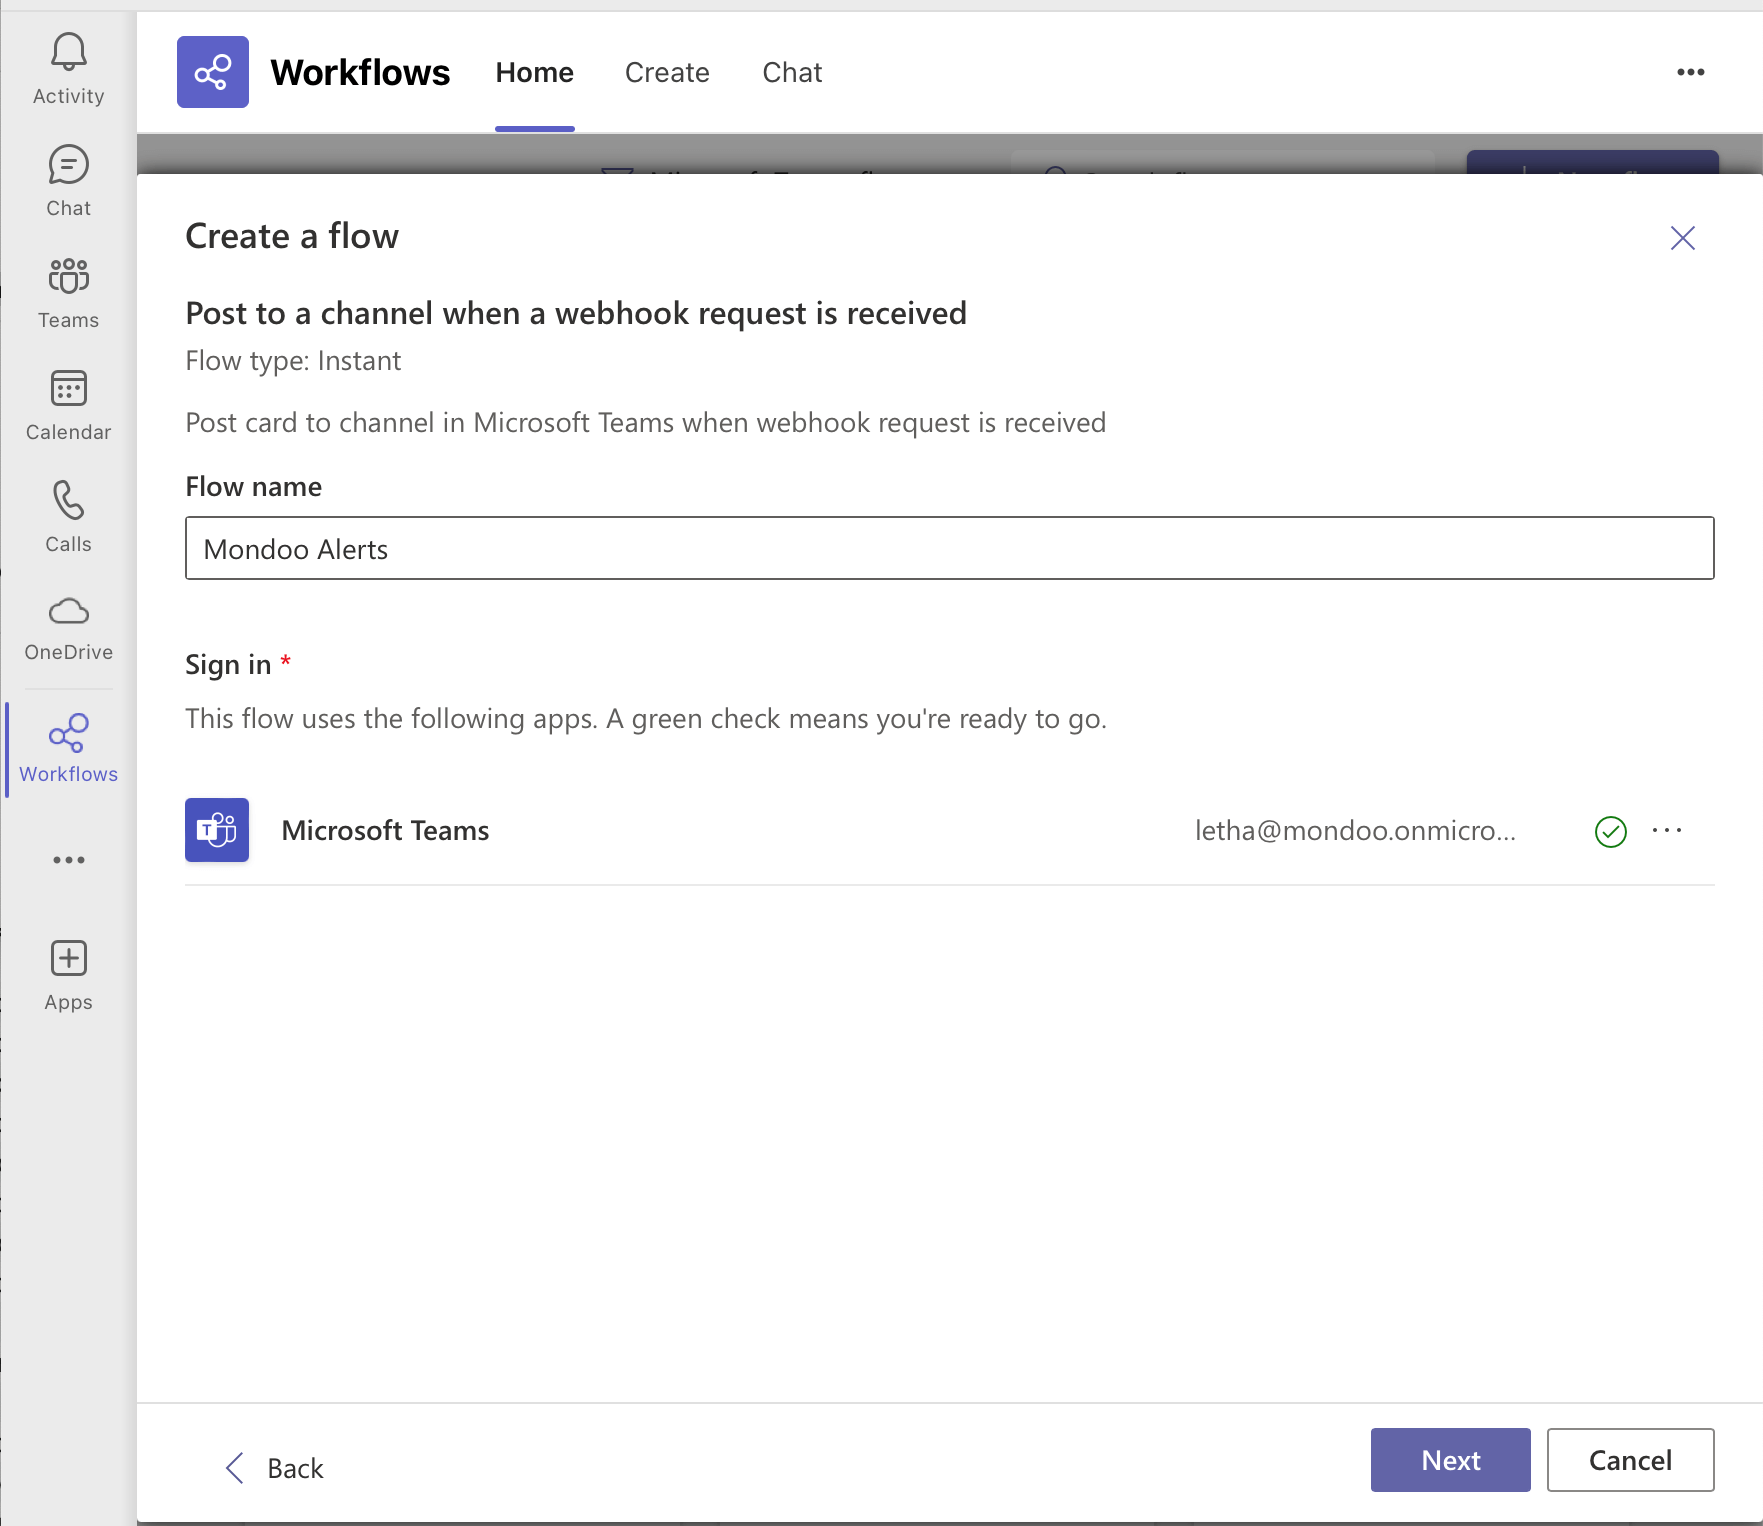 Activity
Chat
Teams
Calendar
Calls
OneDrive
Workflows
Apps
Workflows
Home
Create
Chat
Create a flow
Post to a channel when a webhook request is received
Flow type: Instant
Post card to channel in Microsoft Teams when webhook request is received
Flow name
Mondoo Alerts
Sign in *
This flow uses the following apps. A green check means you're ready to go.
Microsoft Teams
letha@mondoo.onmicro...
Back
Next
Cancel